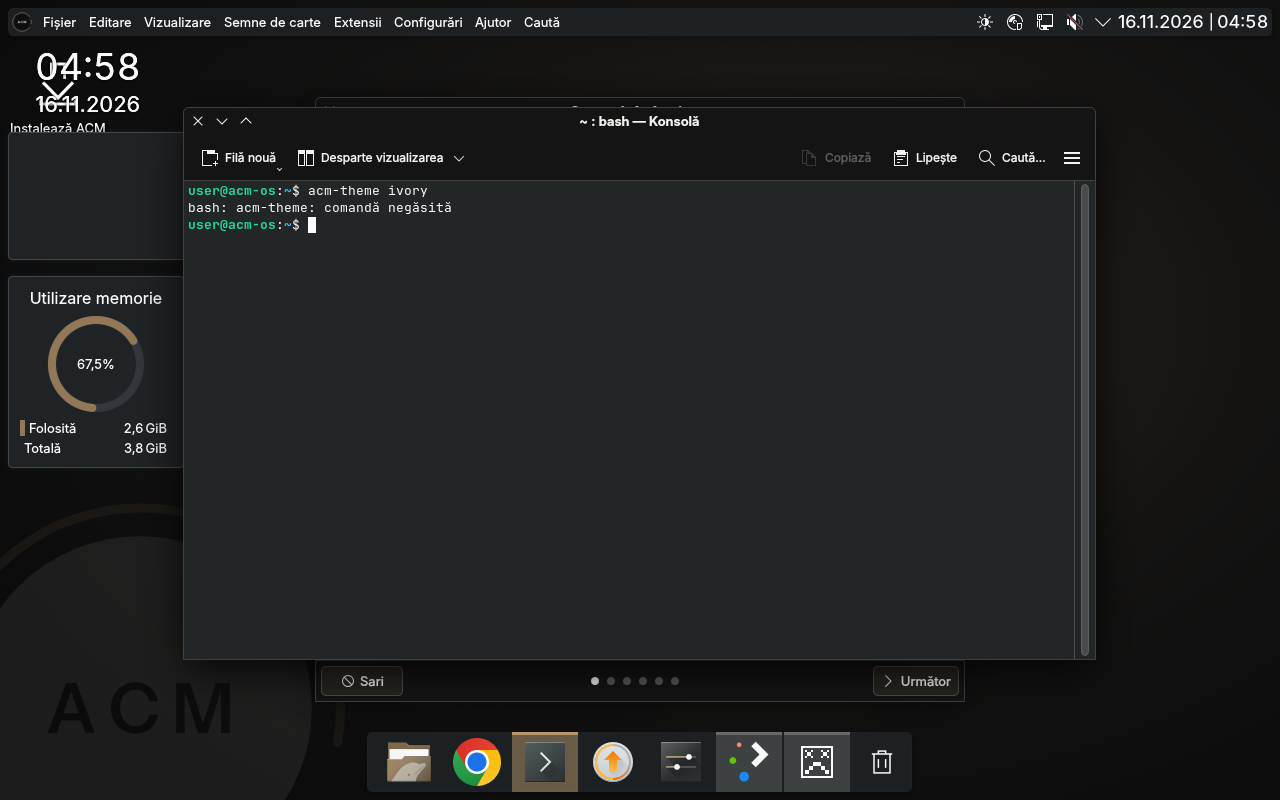 Fișier Editare Vizualizare Semne de carte Extensii Configurări Ajutor Caută
16.11.2026 | 04:58
04:58
16.11.2026
Instalează ACM
~ : bash — Konsolă
Filă nouă Desparte vizualizarea Copiază Lipește Caută...
user@acm-os:~$ acm-theme ivory
bash: acm-theme: comandă negăsită
user@acm-os:~$
Utilizare memorie
67,5%
Folosită 2,6 GiB
Totală 3,8 GiB
Sari Următor
ACM